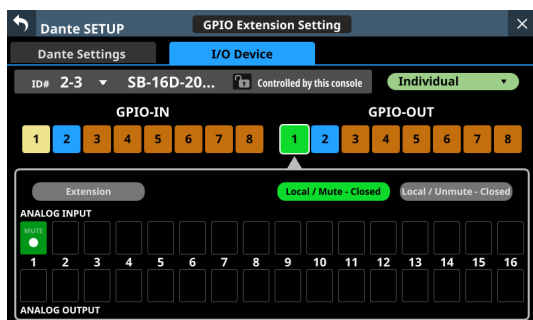 Dante SETUP GPIO Extension Setting
Dante Settings I/O Device
ID# 2-3 SB-16D-20... Controlled by this console Individual
GPIO-IN GPIO-OUT
1 2 3 4 5 6 7 8 1 2 3 4 5 6 7 8
Extension Local / Mute - Closed Local / Unmute - Closed
ANALOG INPUT
MUTE
1 2 3 4 5 6 7 8 9 10 11 12 13 14 15 16
ANALOG OUTPUT